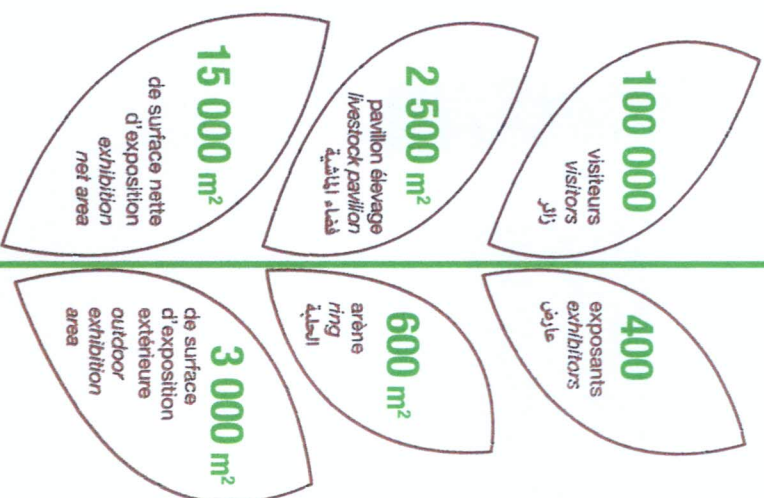 100 000
visiteurs
visitors
زائر
400
exposants
exhibitors
عارض
2 500 m²
pavillon élevage
livestock pavilion
فضاء الماشية
600 m²
arène
ring
الحلبة
15 000 m²
de surface nette
d'exposition
exhibition
net area
3 000 m²
de surface
d'exposition
extérieure
outdoor
exhibition
area